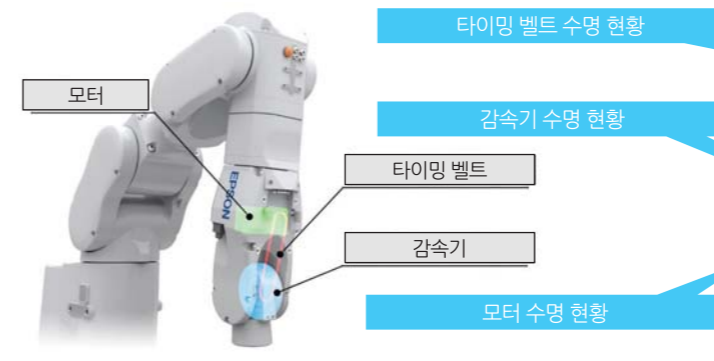 타이밍 벨트 수명 현황
모터
감속기 수명 현황
타이밍 벨트
EPSON
감속기
모터 수명 현황